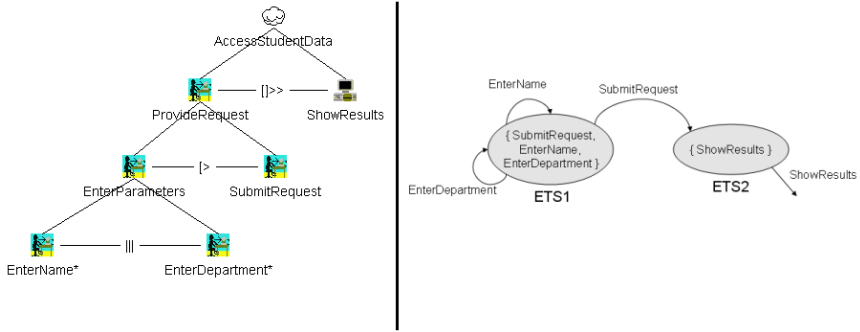 AccessStudentData
[]>>
ProvideRequest
ShowResults
[>
EnterParameters
SubmitRequest
|||
EnterName*
EnterDepartment*
EnterName
SubmitRequest
{ SubmitRequest,
EnterName,
EnterDepartment }
{ ShowResults }
EnterDepartment
ETS1
ETS2
ShowResults